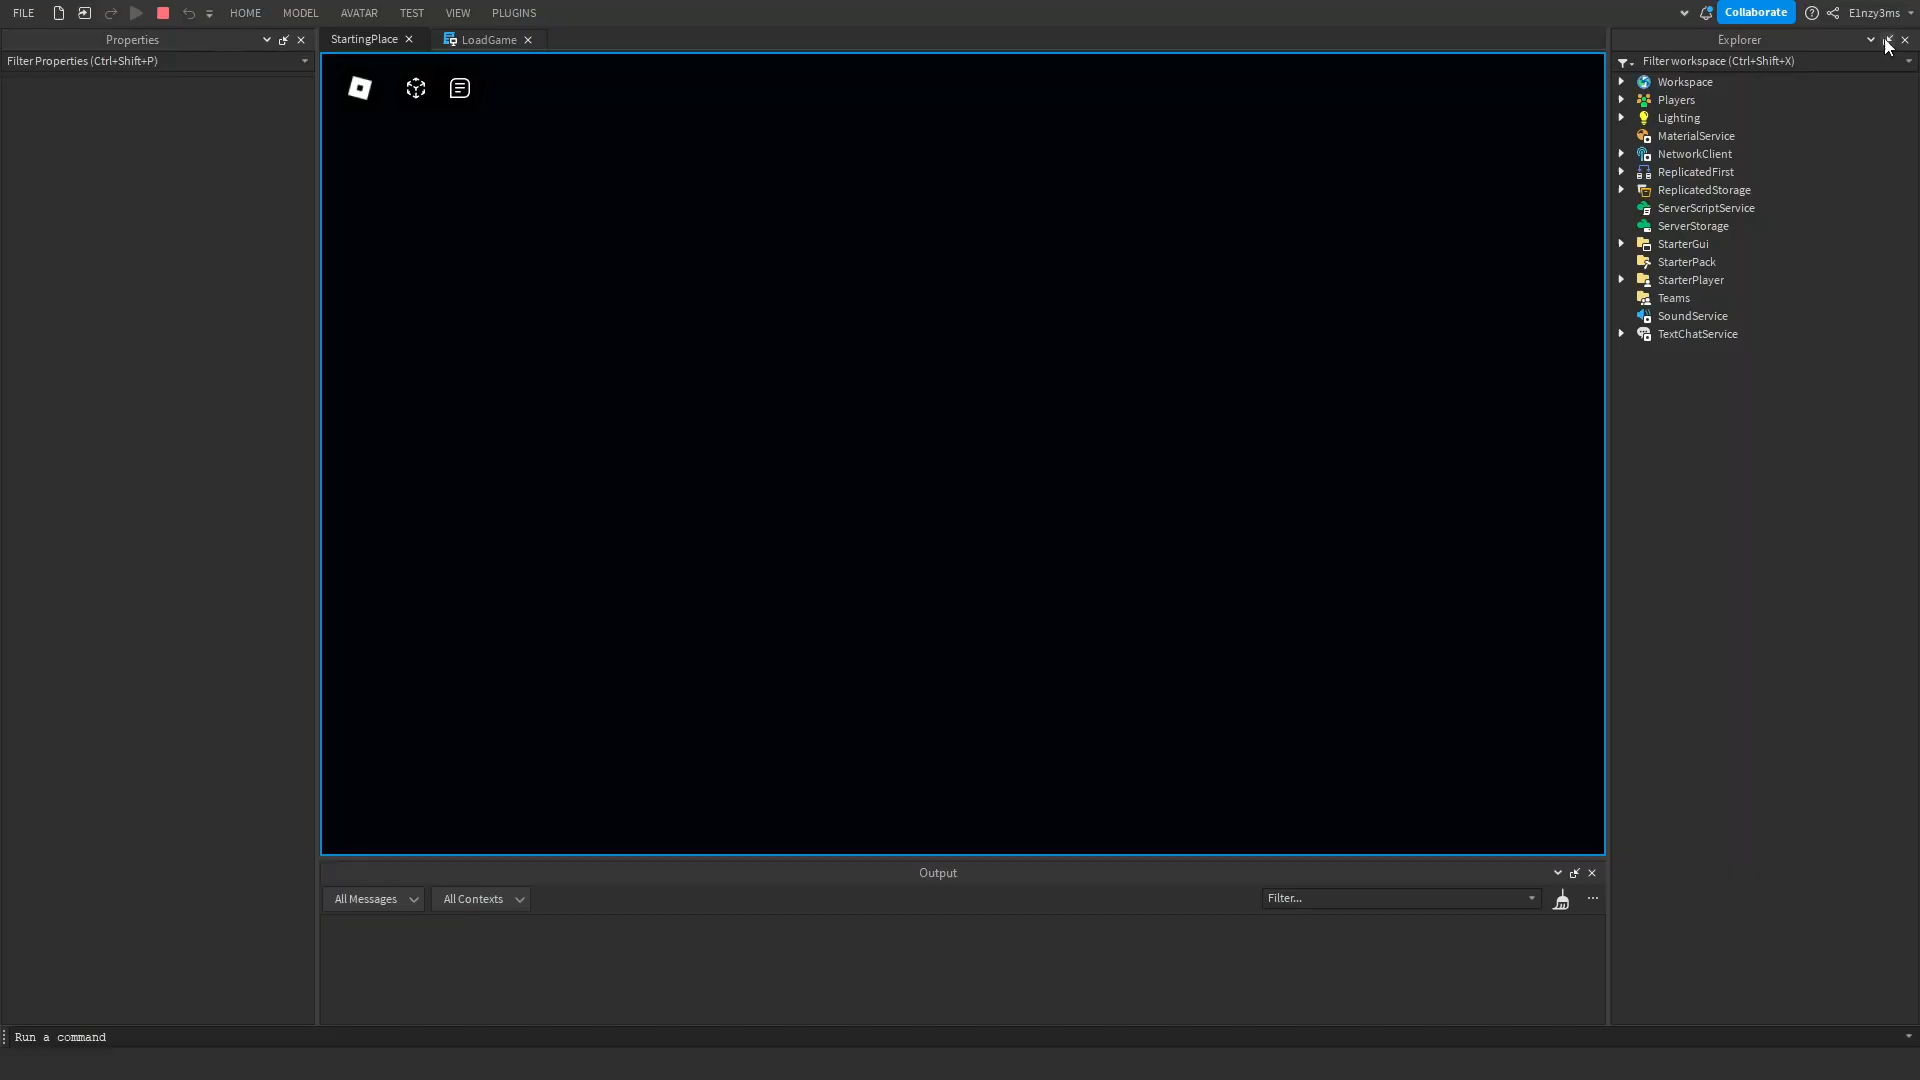 FILE HOME MODEL AVATAR TEST VIEW PLUGINS Collaborate E1nzy3ms
Properties
Filter Properties (Ctrl+Shift+P)
StartingPlace LoadGame
Explorer
Filter workspace (Ctrl+Shift+X)
Workspace
Players
Lighting
MaterialService
NetworkClient
ReplicatedFirst
ReplicatedStorage
ServerScriptService
ServerStorage
StarterGui
StarterPack
StarterPlayer
Teams
SoundService
TextChatService
Output
All Messages All Contexts Filter...
Run a command